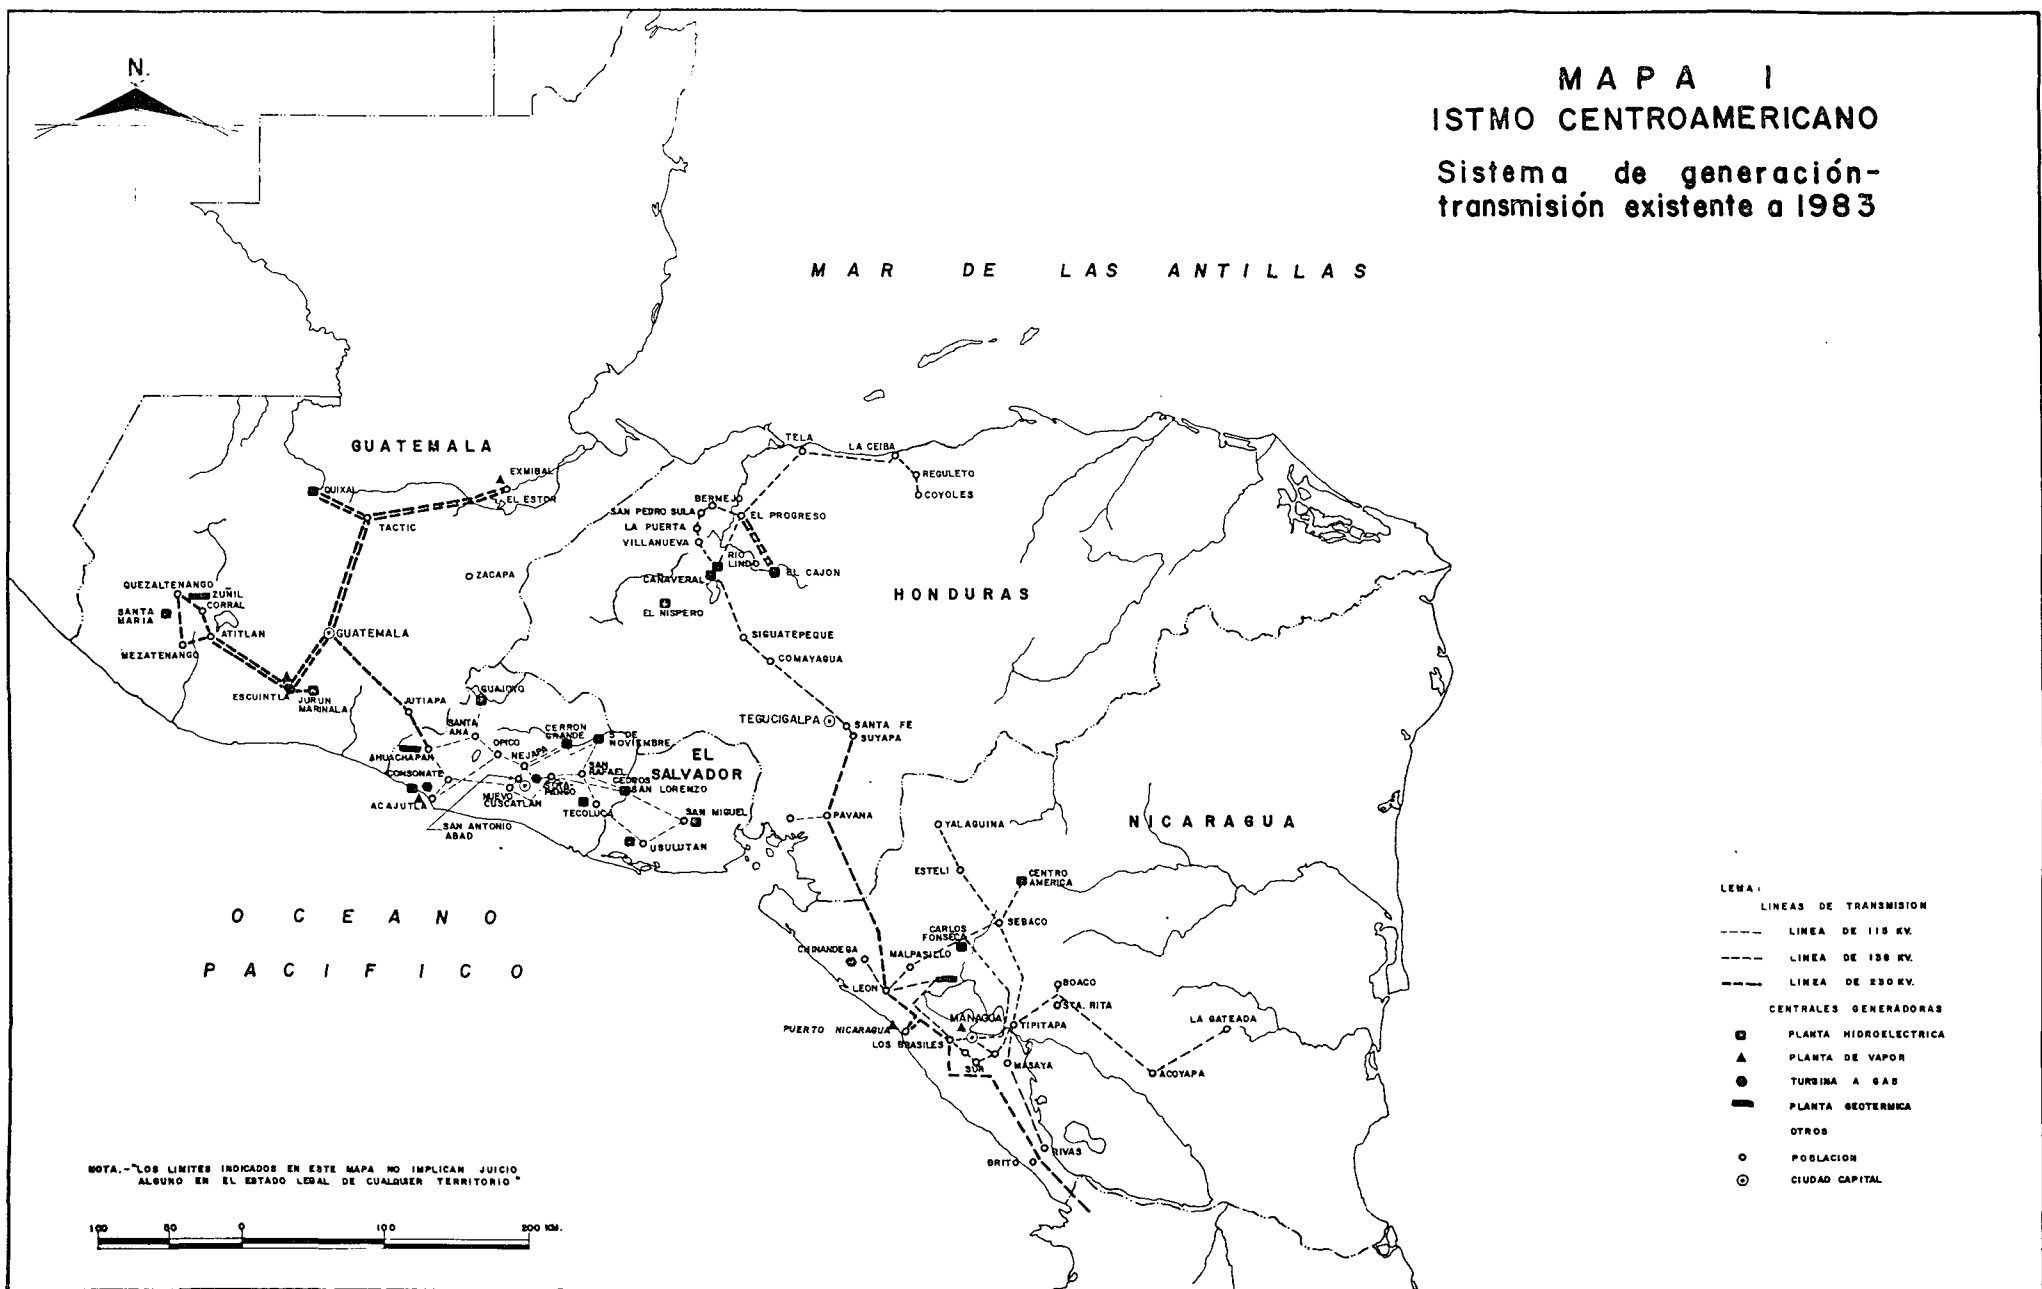 N.
MAPA I
ISTMO CENTROAMERICANO
Sistema de generación-
transmisión existente a 1983
MAR DE LAS ANTILLAS
GUATEMALA
EXMIBAL
EL ESTOR
QUIXAL
TACTIC
ZACAPA
QUEZALTENANGO
ZUÑIL
CORRAL
SANTA
MARIA
ATITLAN
MEZATENANGO
GUATEMALA
ESCUINTLA
JURUN
MARINALA
JUTIAPA
TELA
LA CEIBA
REGULETO
COYOLES
BERMEJO
SAN PEDRO SULA
EL PROGRESO
LA PUERTA
VILLANUEVA
RIO
LINDO
CAÑAVERAL
EL CAJON
EL NISPERO
HONDURAS
SIGUATEPEQUE
COMAYAGUA
TEGUCIGALPA
SANTA FE
SUYAPA
PAVANA
GUAJOYO
SANTA
ANA
OPICO
CERRON
GRANDE
5 DE
NOVIEMBRE
NEJAPA
AHUACHAPAN
CONSONATE
SAN
RAFAEL
CEDROS
SAN LORENZO
EL
SALVADOR
NUEVO
CUSCATLAN
ACAJUTLA
TECOLUCA
SAN MIGUEL
SAN ANTONIO
ABAD
USULUTAN
NICARAGUA
YALAGUINA
ESTELI
CENTRO
AMERICA
SEBACO
CARLOS
FONSECA
CHINANDEGA
MALPASILLO
LEON
BOACO
STA. RITA
MANAGUA
TIPITAPA
LA GATEADA
PUERTO NICARAGUA
LOS BRASILES
SUR
MASAYA
ACOYAPA
RIVAS
BRITO
OCEANO
PACIFICO
LEMA:
LINEAS DE TRANSMISION
LINEA DE 115 KV.
LINEA DE 138 KV.
LINEA DE 230 KV.
CENTRALES GENERADORAS
PLANTA HIDROELECTRICA
PLANTA DE VAPOR
TURBINA A GAS
PLANTA GEOTERMICA
OTROS
POBLACION
CIUDAD CAPITAL
NOTA.-"LOS LIMITES INDICADOS EN ESTE MAPA NO IMPLICAN JUICIO
ALGUNO EN EL ESTADO LEGAL DE CUALQUIER TERRITORIO"
100 50 0 100 200 KM.